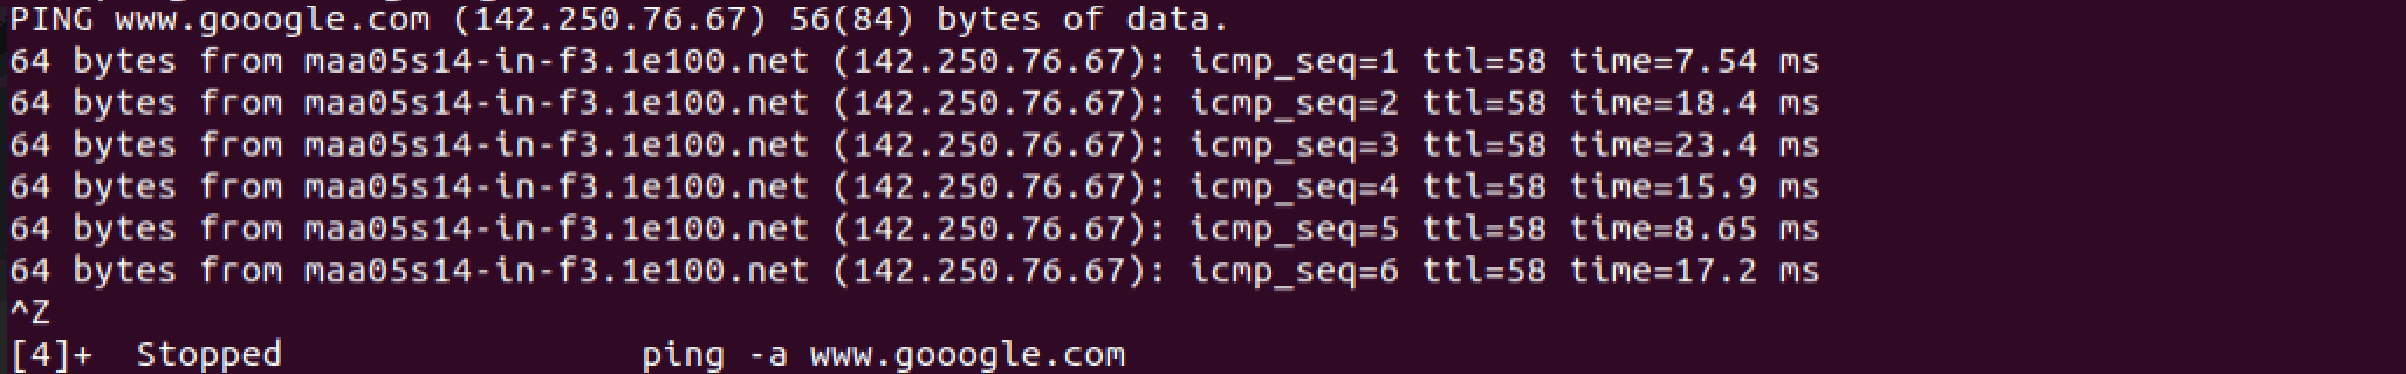 PING www.gooogle.com (142.250.76.67) 56(84) bytes of data.
64 bytes from maa05s14-in-f3.1e100.net (142.250.76.67): icmp_seq=1 ttl=58 time=7.54 ms
64 bytes from maa05s14-in-f3.1e100.net (142.250.76.67): icmp_seq=2 ttl=58 time=18.4 ms
64 bytes from maa05s14-in-f3.1e100.net (142.250.76.67): icmp_seq=3 ttl=58 time=23.4 ms
64 bytes from maa05s14-in-f3.1e100.net (142.250.76.67): icmp_seq=4 ttl=58 time=15.9 ms
64 bytes from maa05s14-in-f3.1e100.net (142.250.76.67): icmp_seq=5 ttl=58 time=8.65 ms
64 bytes from maa05s14-in-f3.1e100.net (142.250.76.67): icmp_seq=6 ttl=58 time=17.2 ms
^Z
[4]+  Stopped                 ping -a www.gooogle.com